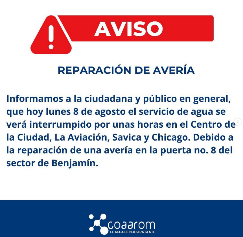 AVISO
REPARACIÓN DE AVERÍA
Informamos a la ciudadana y público en general,
que hoy lunes 8 de agosto el servicio de agua se
verá interrumpido por unas horas en el Centro de
la Ciudad, La Aviación, Savica y Chicago. Debido a
la reparación de una avería en la puerta no. 8 del
sector de Benjamín.
coaarom